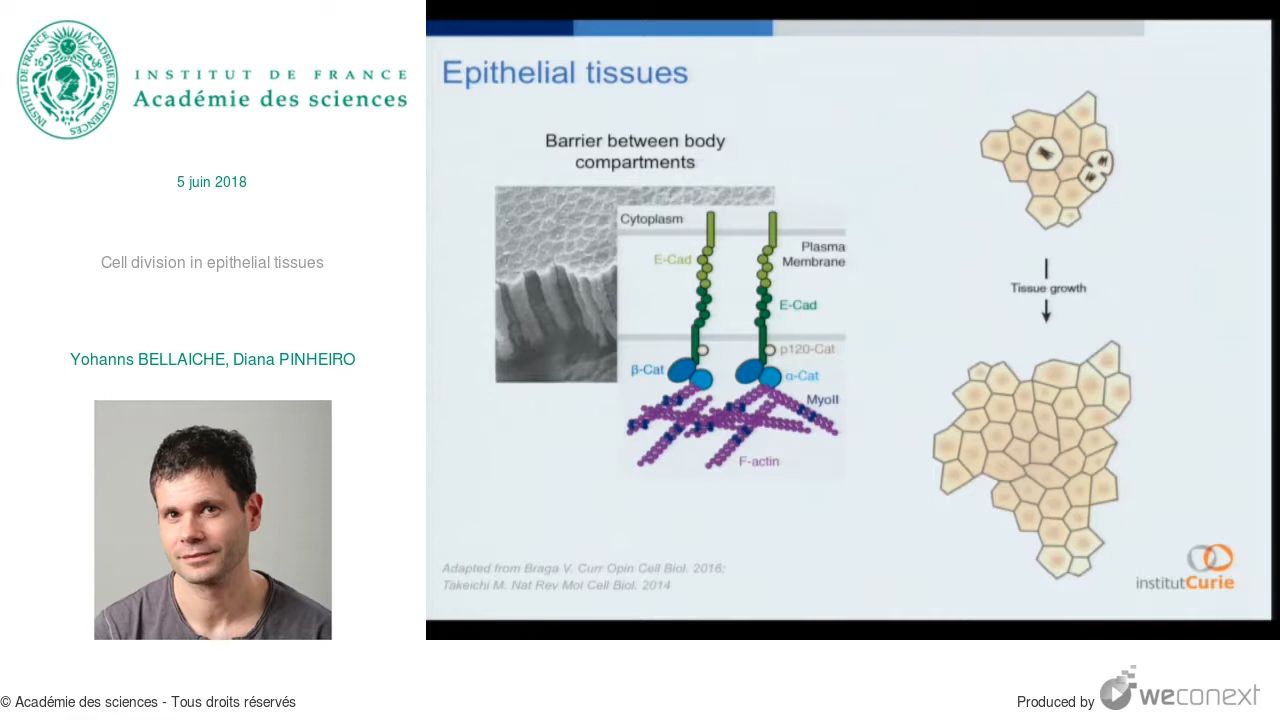 INSTITUT DE FRANCE
Académie des sciences
5 juin 2018
Cell division in epithelial tissues
Yohanns BELLAICHE, Diana PINHEIRO
Epithelial tissues
Barrier between body
compartments
Cytoplasm
Plasma
Membrane
E-Cad
E-Cad
p120-Cat
β-Cat
α-Cat
MyoII
F-actin
Tissue growth
Adapted from Braga V. Curr Opin Cell Biol. 2016;
Takeichi M. Nat Rev Mol Cell Biol. 2014
institutCurie
© Académie des sciences - Tous droits réservés
Produced by weconext